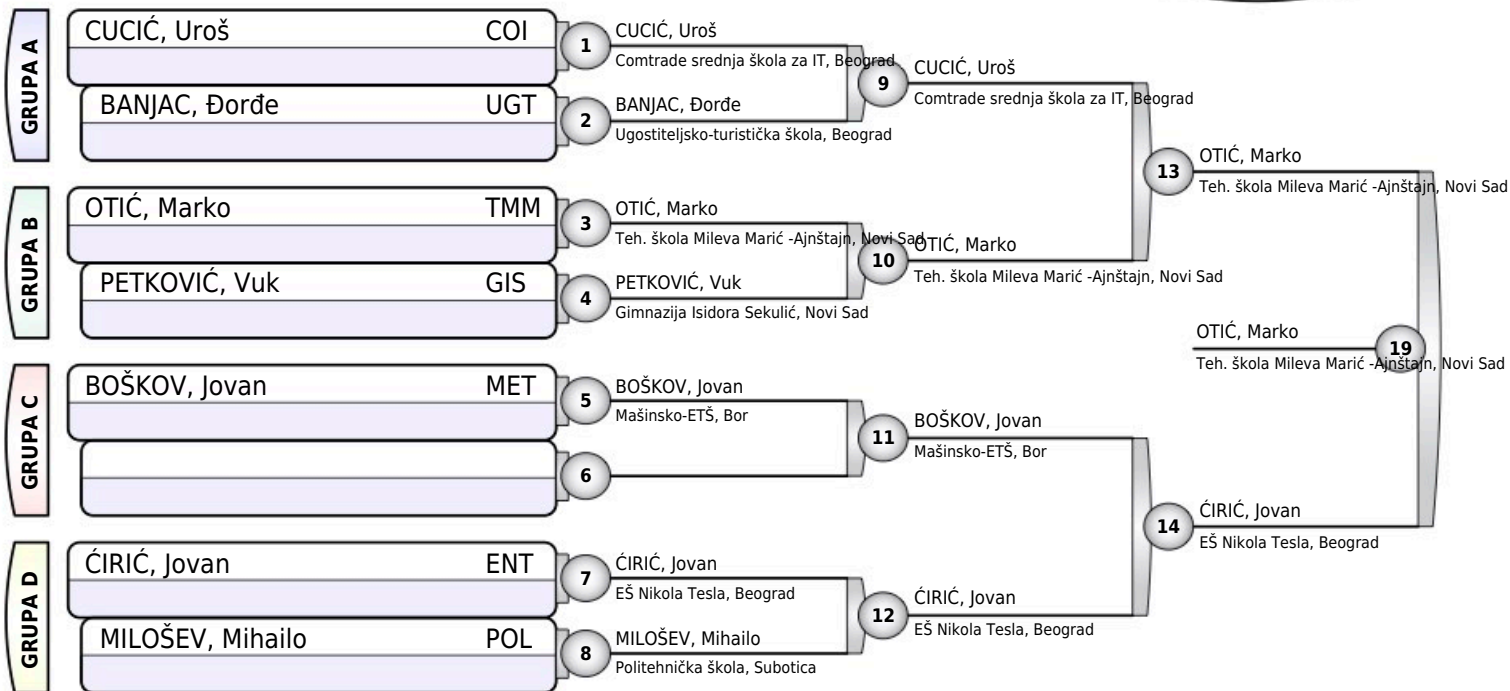 GRUPA A
CUCIĆ, Uroš COI
BANJAC, Đorđe UGT
1
CUCIĆ, Uroš
Comtrade srednja škola za IT, Beograd
2
BANJAC, Đorđe
Ugostiteljsko-turistička škola, Beograd
9
CUCIĆ, Uroš
Comtrade srednja škola za IT, Beograd
GRUPA B
OTIĆ, Marko TMM
PETKOVIĆ, Vuk GIS
3
OTIĆ, Marko
Teh. škola Mileva Marić -Ajnštajn, Novi Sad
4
PETKOVIĆ, Vuk
Gimnazija Isidora Sekulić, Novi Sad
10
OTIĆ, Marko
Teh. škola Mileva Marić -Ajnštajn, Novi Sad
13
OTIĆ, Marko
Teh. škola Mileva Marić -Ajnštajn, Novi Sad
GRUPA C
BOŠKOV, Jovan MET
5
BOŠKOV, Jovan
Mašinsko-ETŠ, Bor
6
11
BOŠKOV, Jovan
Mašinsko-ETŠ, Bor
GRUPA D
ĆIRIĆ, Jovan ENT
MILOŠEV, Mihailo POL
7
ĆIRIĆ, Jovan
EŠ Nikola Tesla, Beograd
8
MILOŠEV, Mihailo
Politehnička škola, Subotica
12
ĆIRIĆ, Jovan
EŠ Nikola Tesla, Beograd
14
ĆIRIĆ, Jovan
EŠ Nikola Tesla, Beograd
OTIĆ, Marko
Teh. škola Mileva Marić -Ajnštajn, Novi Sad
19